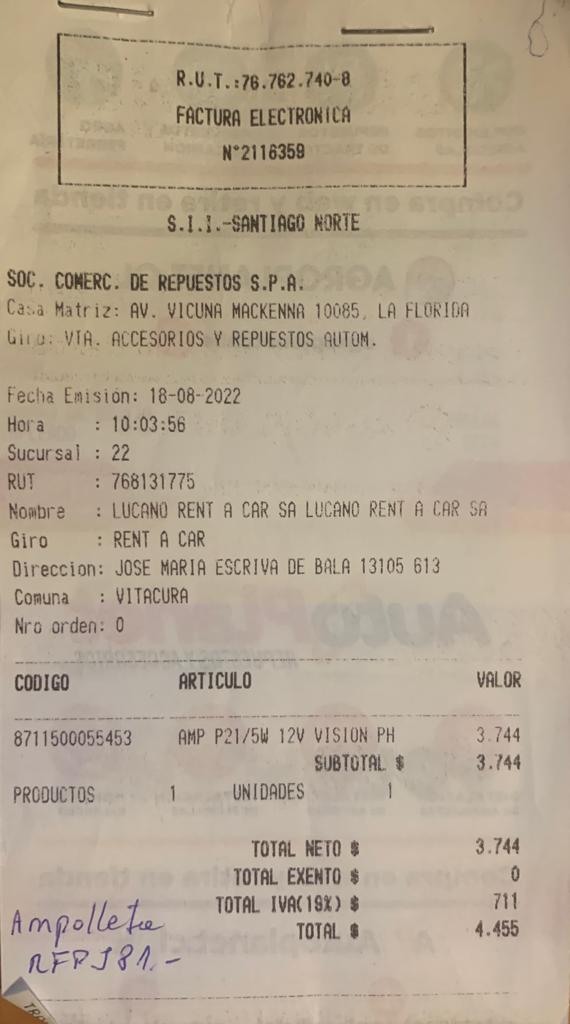 R.U.T.:76.762.740-8
FACTURA ELECTRONICA
N°2116359
S.I.I.-SANTIAGO NORTE
SOC. COMERC. DE REPUESTOS S.P.A.
Casa Matriz: AV. VICUNA MACKENNA 10085, LA FLORIDA
Giro: VTA. ACCESORIOS Y REPUESTOS AUTOM.
Fecha Emisión: 18-08-2022
Hora : 10:03:56
Sucursal : 22
RUT : 768131775
Nombre : LUCANO RENT A CAR SA LUCANO RENT A CAR SA
Giro : RENT A CAR
Direccion: JOSE MARIA ESCRIVA DE BALA 13105 613
Comuna : VITACURA
Nro orden: 0
CODIGO ARTICULO VALOR
8711500055453 AMP P21/5W 12V VISION PH 3.744
SUBTOTAL $ 3.744
PRODUCTOS 1 UNIDADES 1
TOTAL NETO $ 3.744
TOTAL EXENTO $ 0
TOTAL IVA(19%) $ 711
TOTAL $ 4.455
Ampolleta